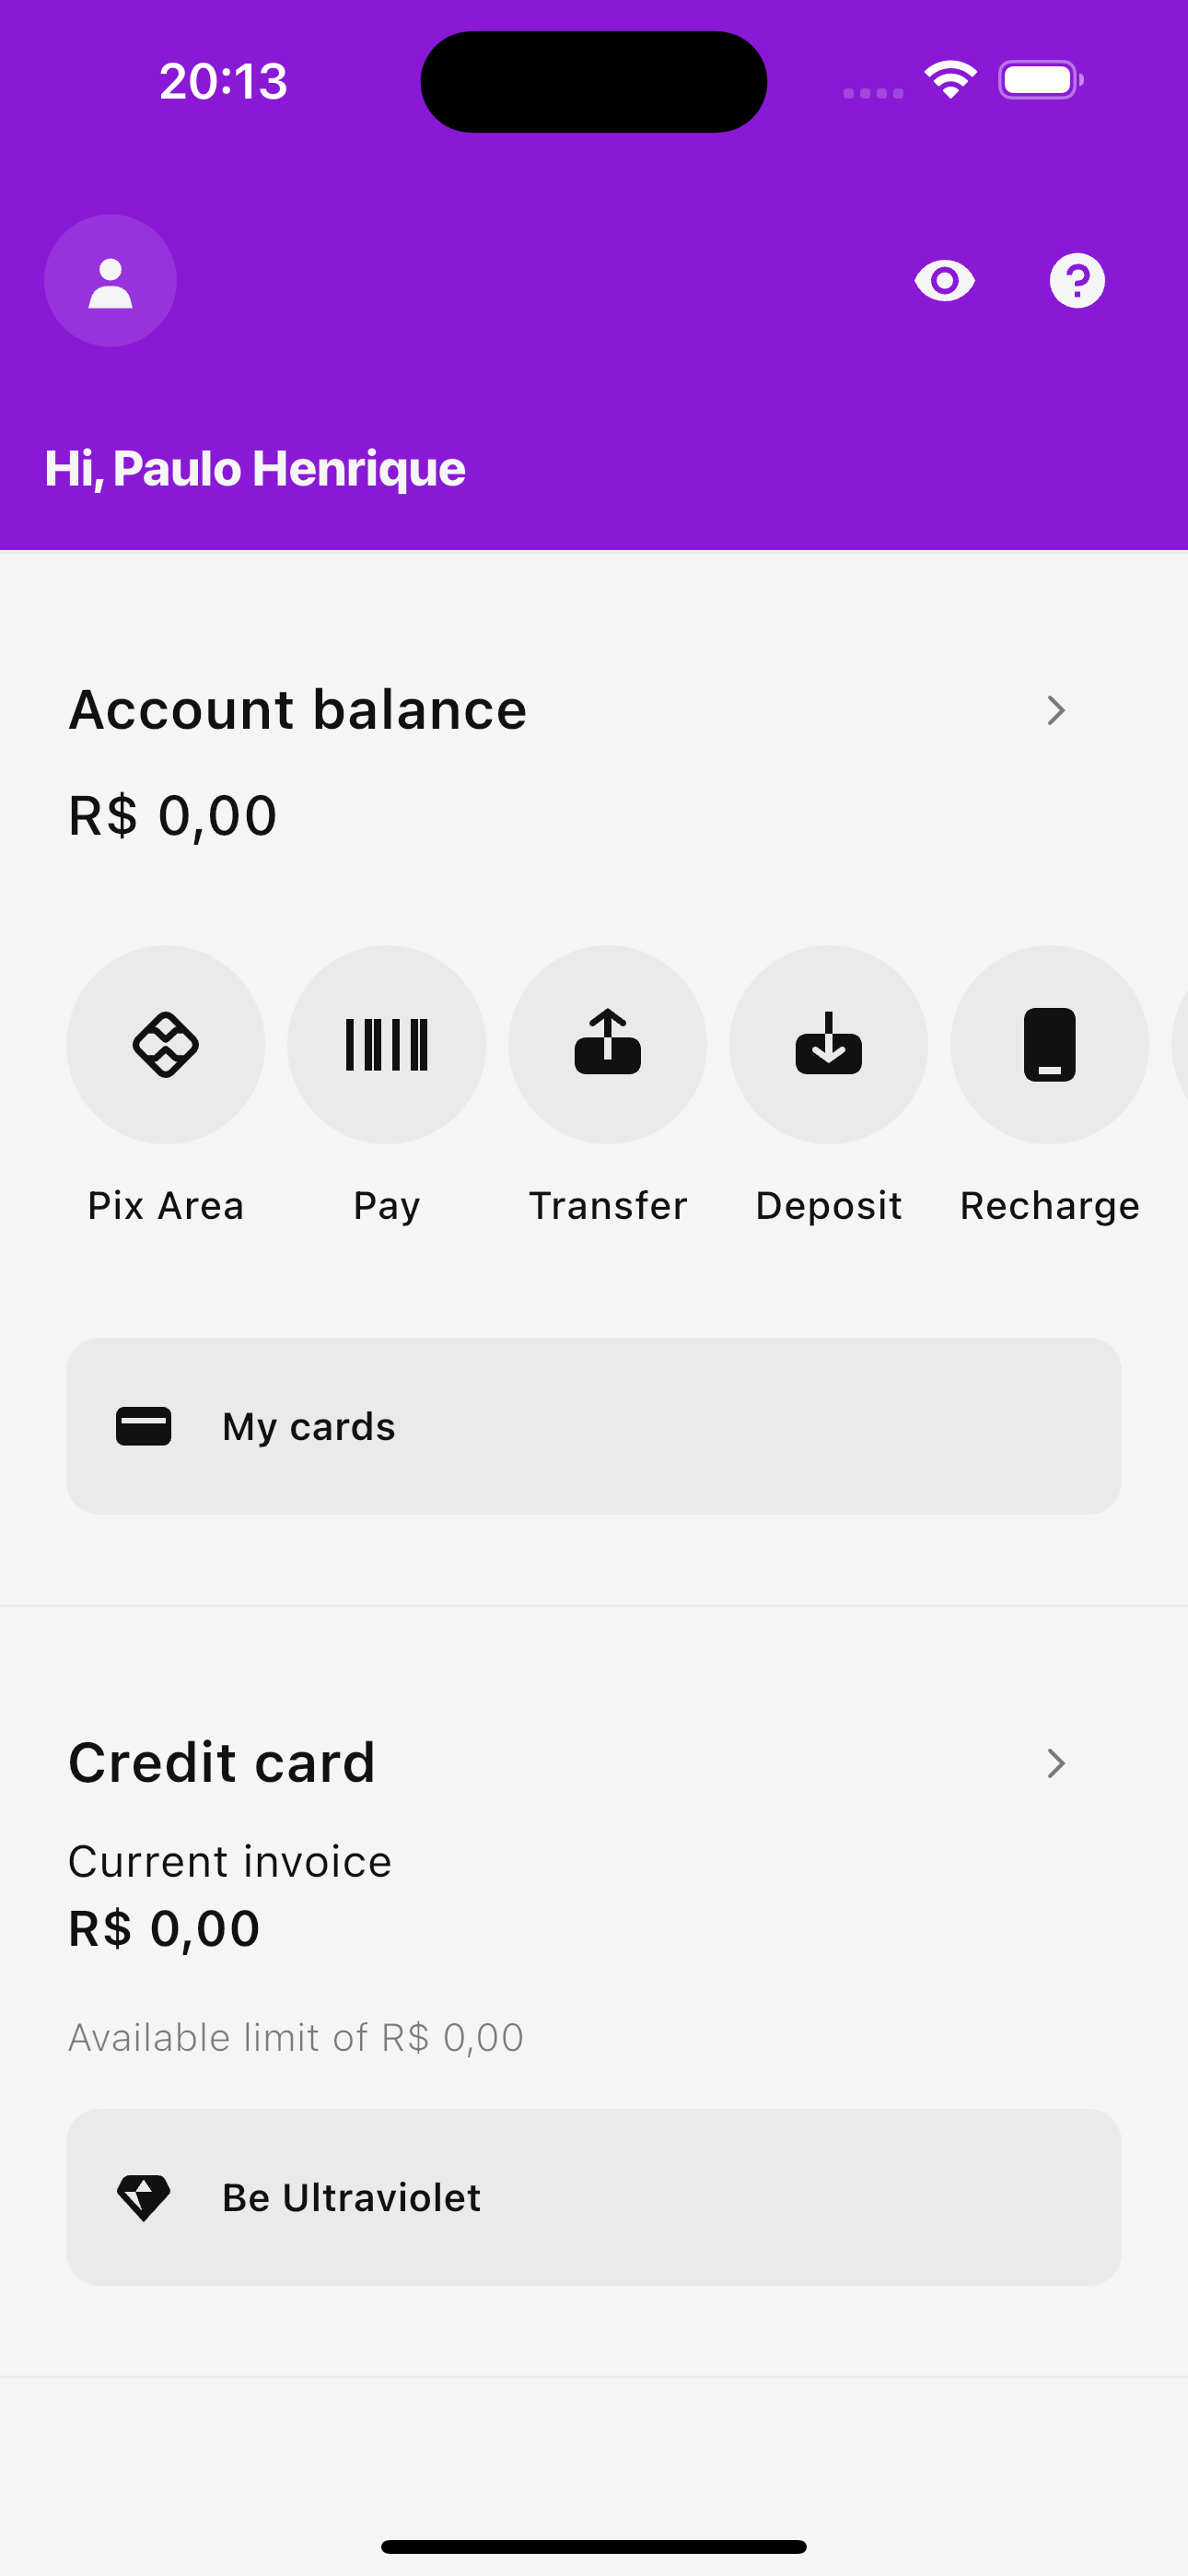 20:13
Hi, Paulo Henrique
Account balance
R$ 0,00
Pix Area
Pay
Transfer
Deposit
Recharge
My cards
Credit card
Current invoice
R$ 0,00
Available limit of R$ 0,00
Be Ultraviolet